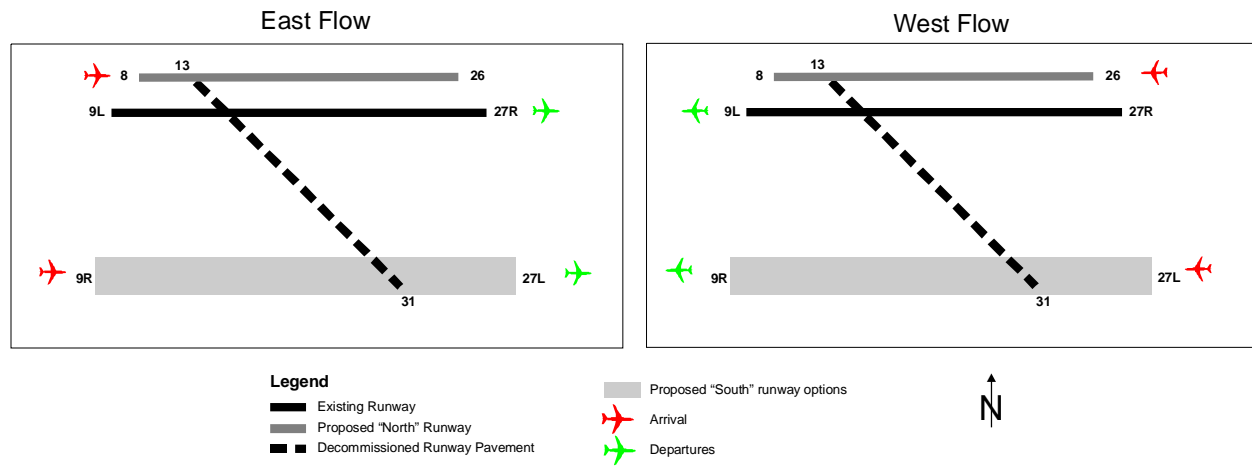 East Flow
13
8
26
9L
27R
9R
27L
31
West Flow
13
8
26
9L
27R
9R
27L
31
Legend
Existing Runway
Proposed “North” Runway
Decommissioned Runway Pavement
Proposed “South” runway options
Arrival
Departures
N